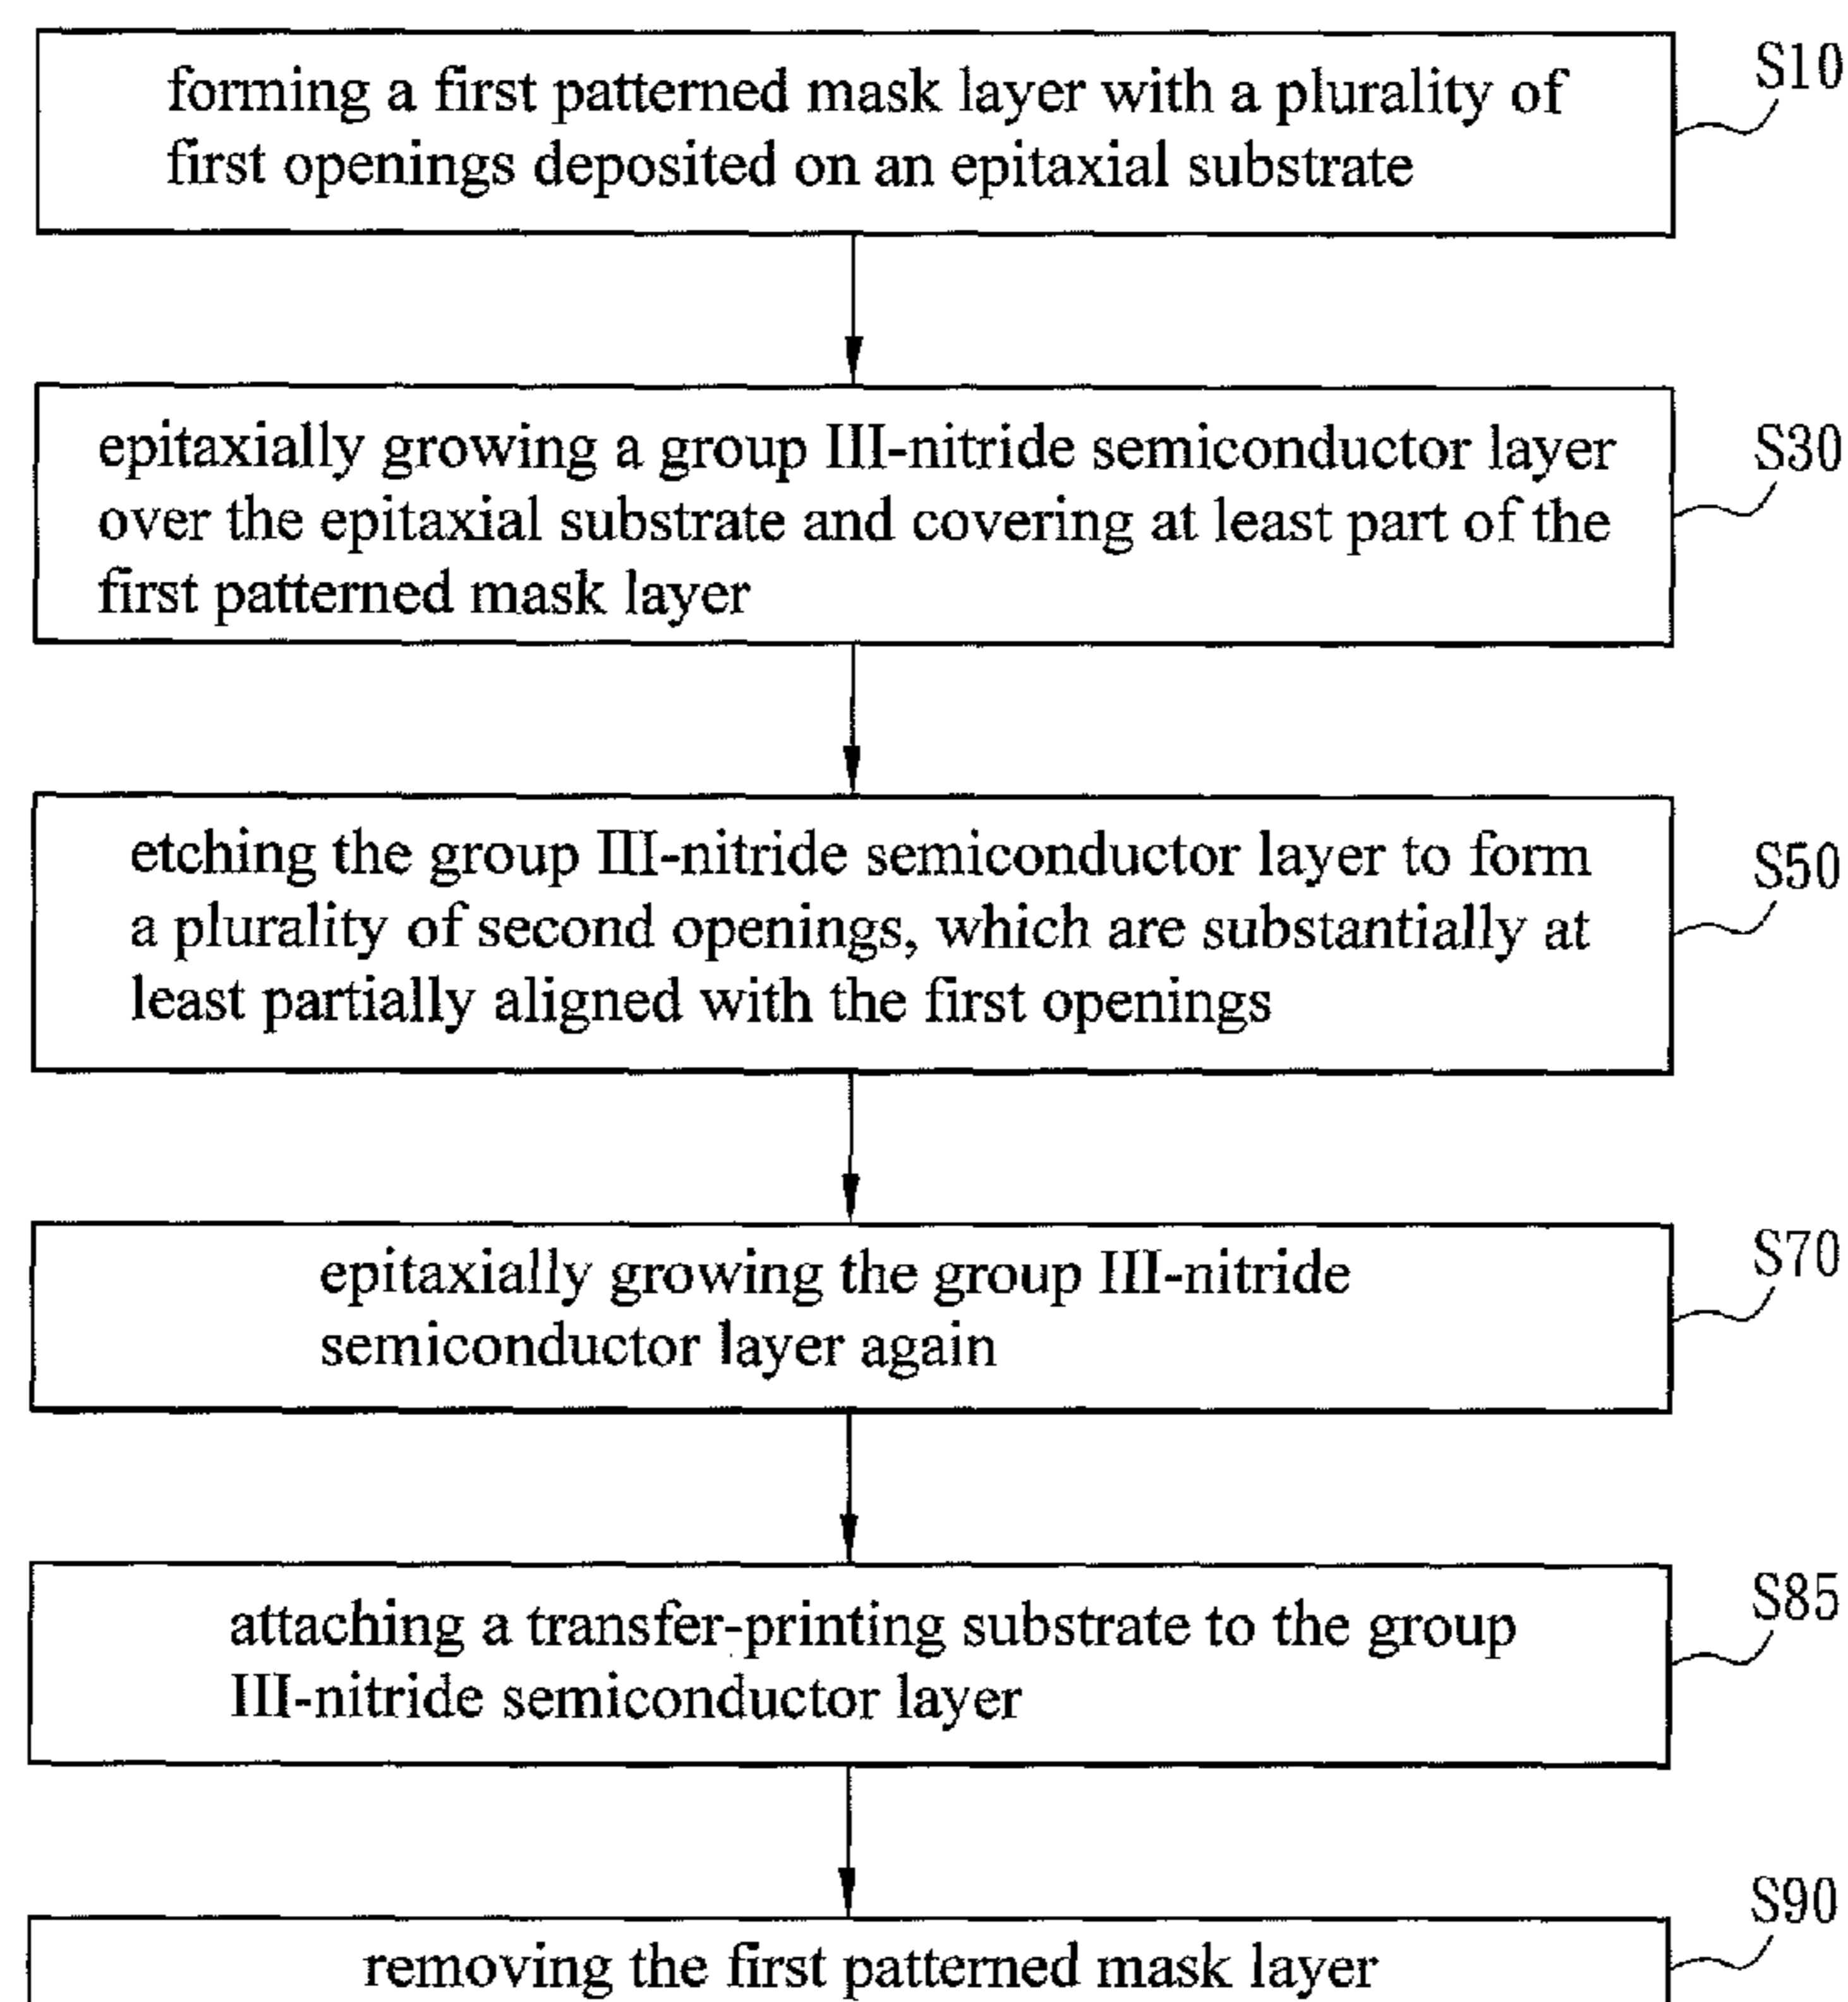 forming a first patterned mask layer with a plurality of
first openings deposited on an epitaxial substrate
S10
epitaxially growing a group III-nitride semiconductor layer
over the epitaxial substrate and covering at least part of the
first patterned mask layer
S30
etching the group III-nitride semiconductor layer to form
a plurality of second openings, which are substantially at
least partially aligned with the first openings
S50
epitaxially growing the group III-nitride
semiconductor layer again
S70
attaching a transfer-printing substrate to the group
III-nitride semiconductor layer
S85
removing the first patterned mask layer
S90